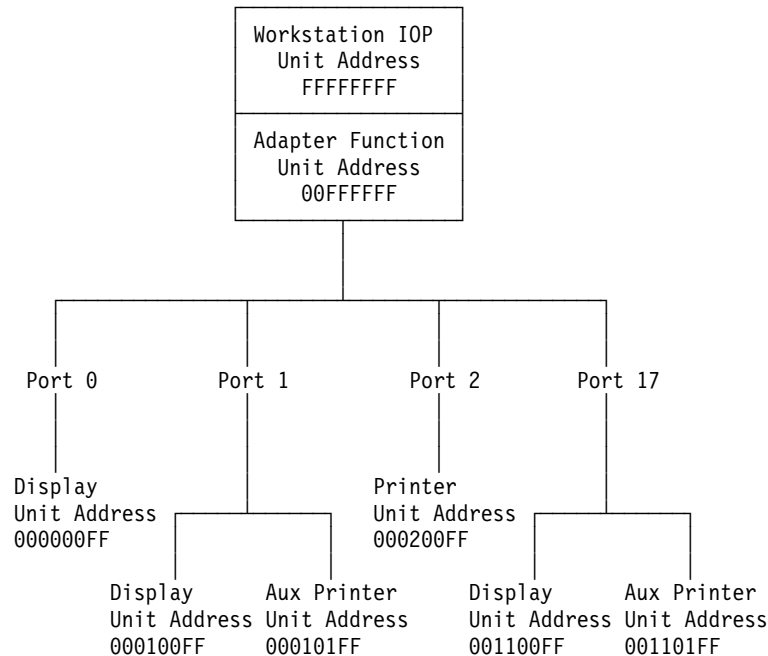 Workstation IOP
Unit Address
FFFFFFFF
Adapter Function
Unit Address
00FFFFFF
Port 0
Port 1
Port 2
Port 17
Display
Unit Address
000000FF
Printer
Unit Address
000200FF
Display
Unit Address
000100FF
Aux Printer
Unit Address
000101FF
Display
Unit Address
001100FF
Aux Printer
Unit Address
001101FF